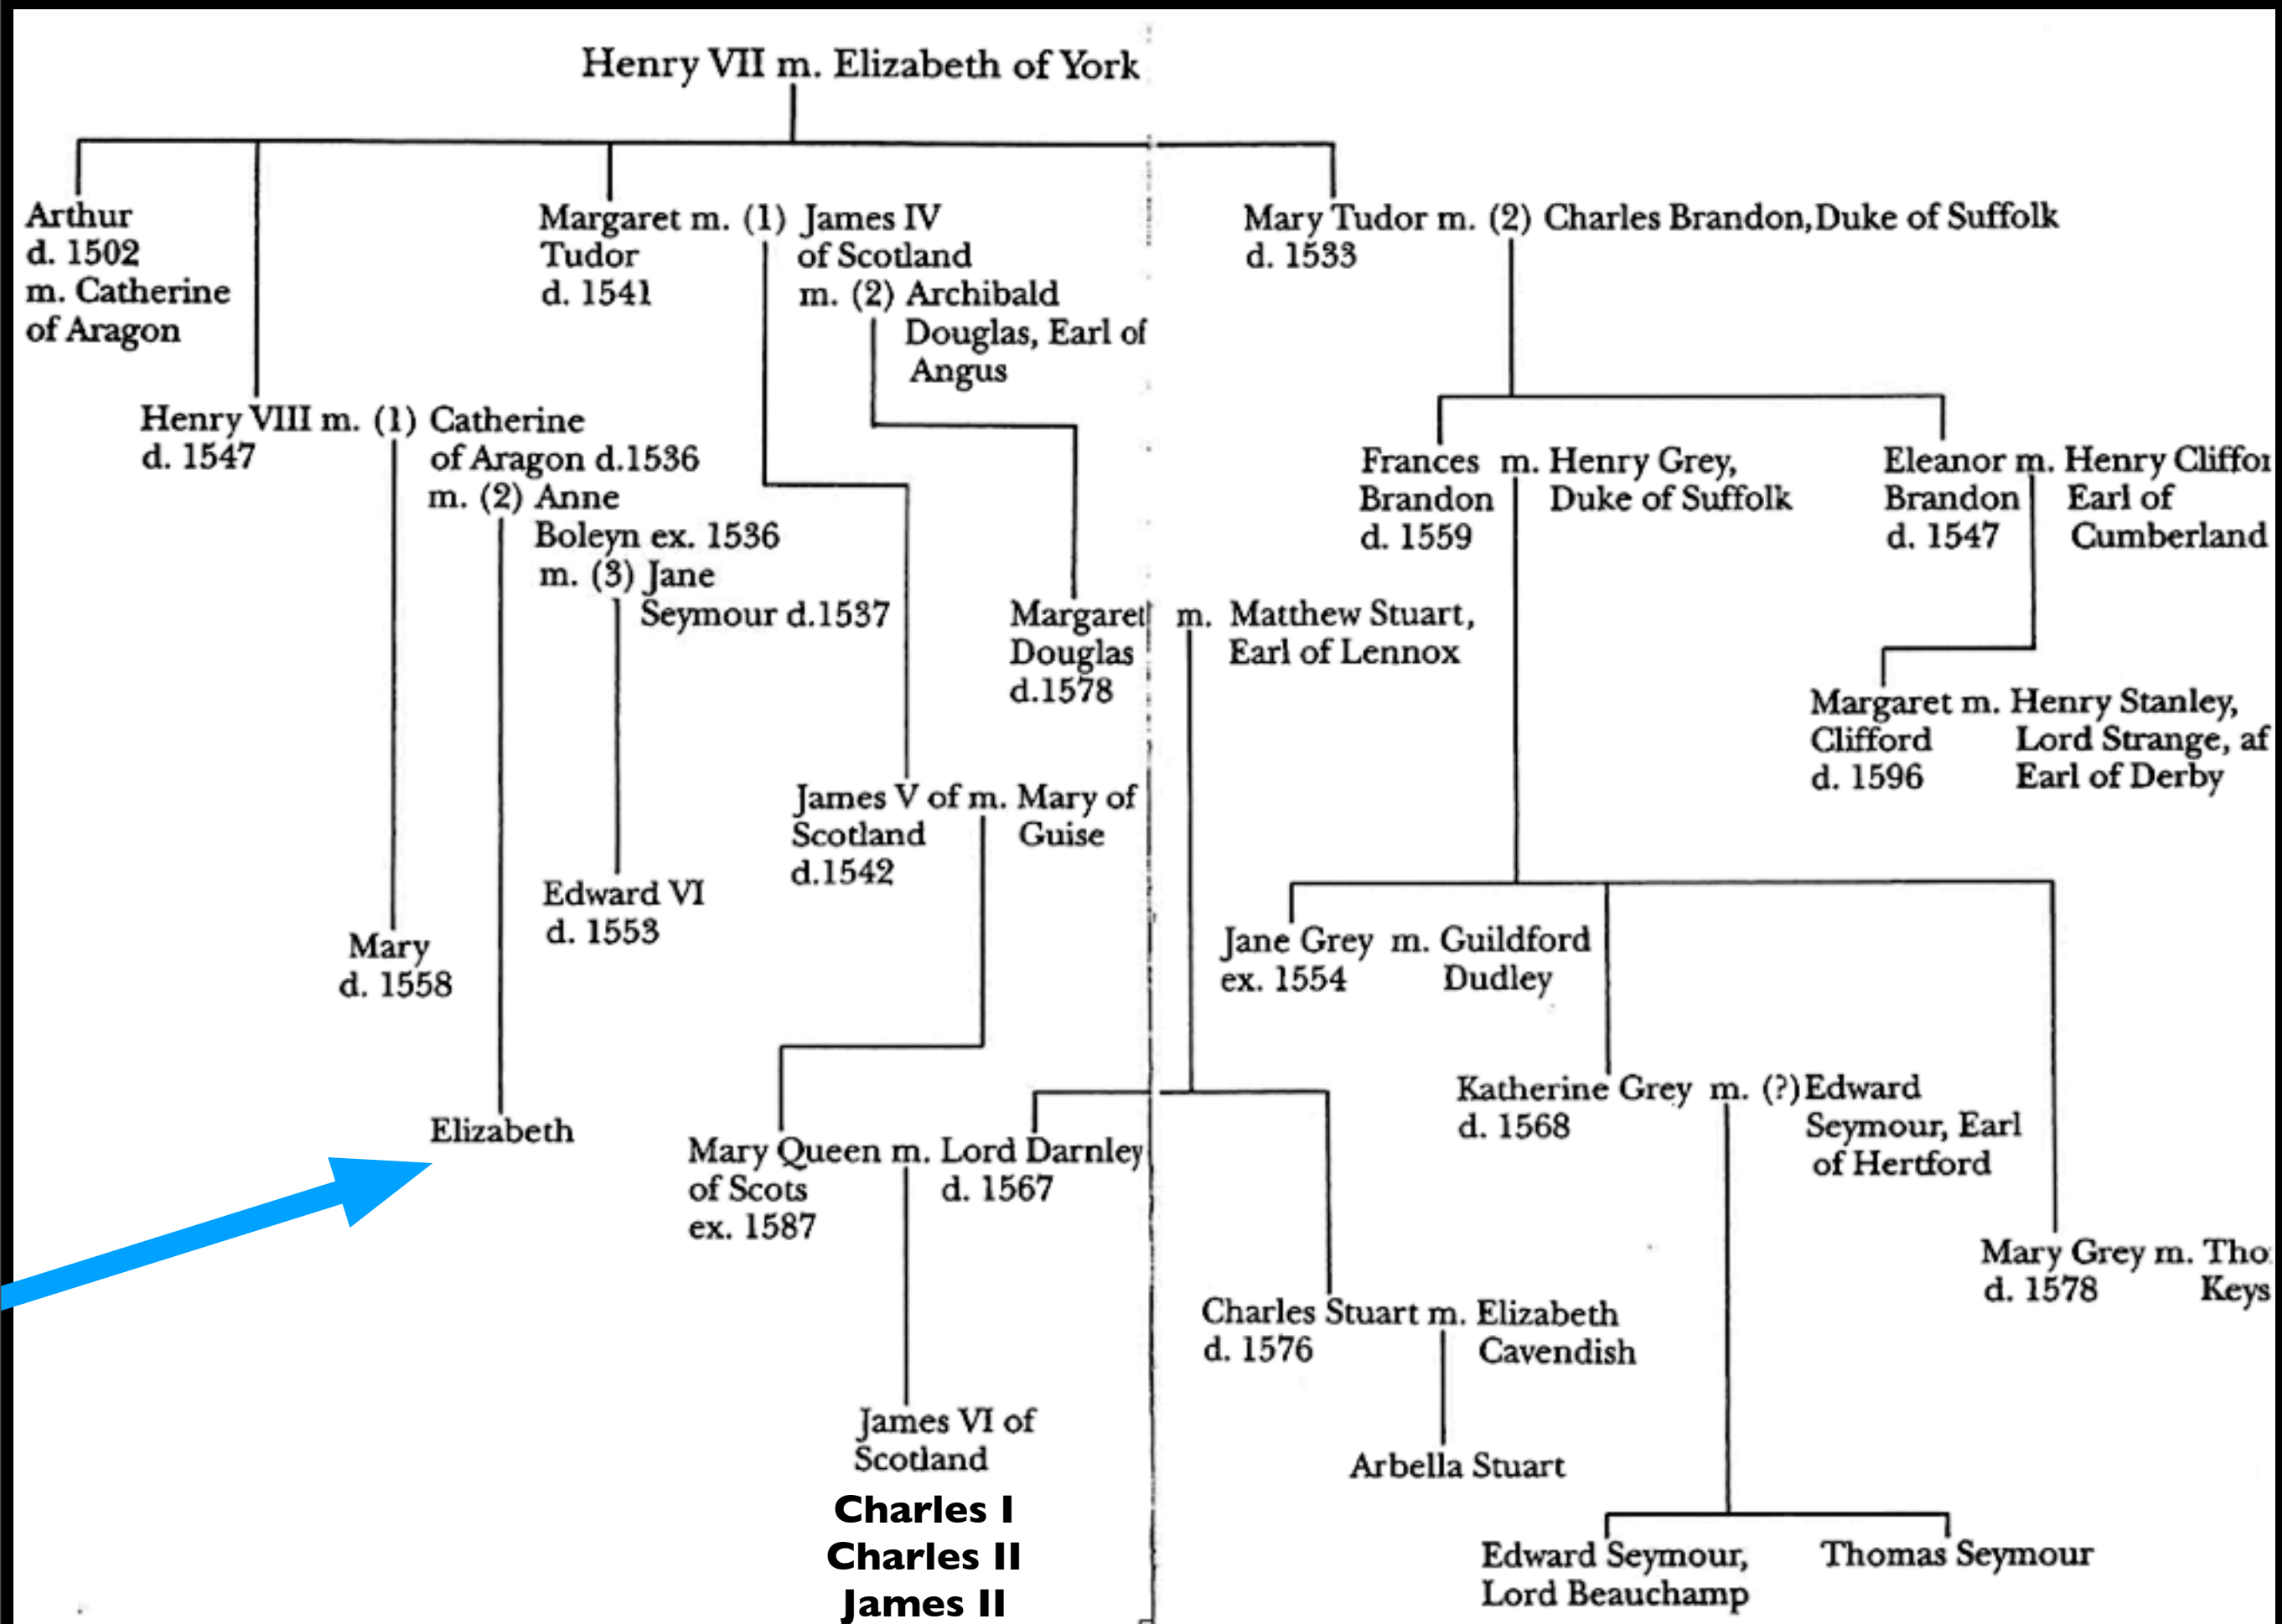 Henry VII m. Elizabeth of York
Arthur
d. 1502
m. Catherine
of Aragon
Margaret m. (1) James IV
Tudor of Scotland
d. 1541 m. (2) Archibald
Douglas, Earl of
Angus
Mary Tudor m. (2) Charles Brandon, Duke of Suffolk
d. 1533
Henry VIII m. (1) Catherine
d. 1547 of Aragon d.1536
m. (2) Anne
Boleyn ex. 1536
m. (3) Jane
Seymour d.1537
Frances m. Henry Grey,
Brandon Duke of Suffolk
d. 1559
Eleanor m. Henry
Brandon Earl of
d. 1547 Cumberland
Margaret m. Matthew Stuart,
Douglas Earl of Lennox
d.1578
Margaret m. Henry Stanley,
Clifford Lord Strange,
d. 1596 Earl of Derby
James V of m. Mary of
Scotland Guise
d.1542
Edward VI
d. 1553
Mary
d. 1558
Jane Grey m. Guildford
ex. 1554 Dudley
Elizabeth
Katherine Grey m. (?) Edward
d. 1568 Seymour, Earl
of Hertford
Mary Queen m. Lord Darnley
of Scots d. 1567
ex. 1587
Mary Grey m.
d. 1578 Keys
Charles Stuart m. Elizabeth
d. 1576 Cavendish
James VI of
Scotland
Arbella Stuart
Charles I
Charles II
James II
Edward Seymour,
Lord Beauchamp
Thomas Seymour